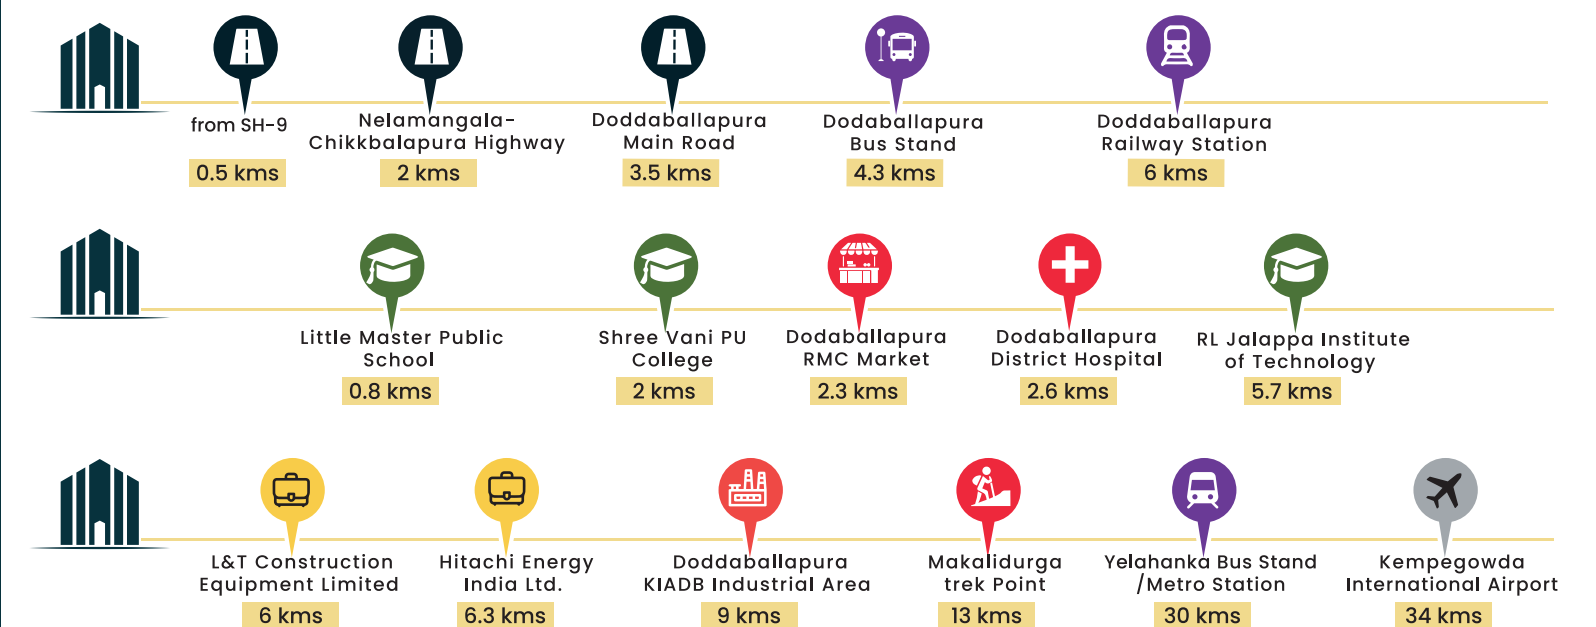 from SH-9
0.5 kms
Nelamangala-
Chikkbalapura Highway
2 kms
Doddaballapura
Main Road
3.5 kms
Dodaballapura
Bus Stand
4.3 kms
Doddaballapura
Railway Station
6 kms
Little Master Public
School
0.8 kms
Shree Vani PU
College
2 kms
Dodaballapura
RMC Market
2.3 kms
Dodaballapura
District Hospital
2.6 kms
RL Jalappa Institute
of Technology
5.7 kms
L&T Construction
Equipment Limited
6 kms
Hitachi Energy
India Ltd.
6.3 kms
Doddaballapura
KIADB Industrial Area
9 kms
Makalidurga
trek Point
13 kms
Yelahanka Bus Stand
/Metro Station
30 kms
Kempegowda
International Airport
34 kms